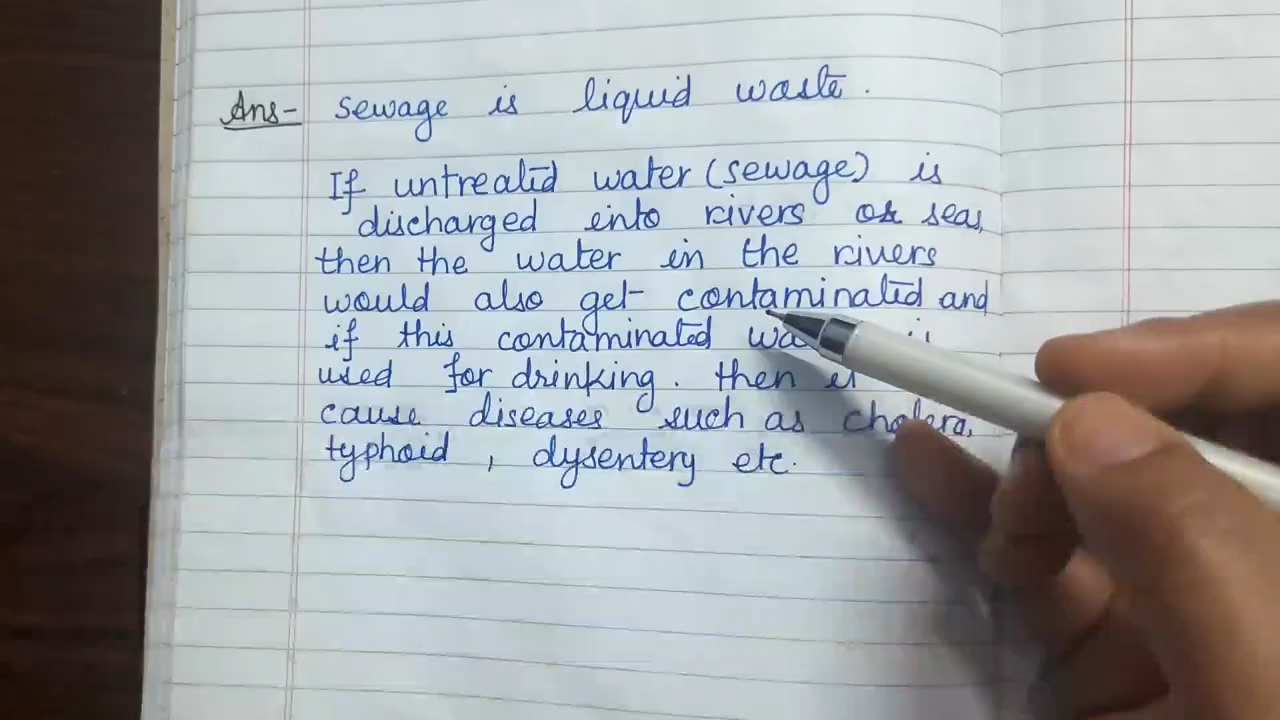 Ans- sewage is liquid waste.
If untreated water (sewage) is
discharged into rivers or seas,
then the water in the rivers
would also get contaminated and
if this contaminated
used for drinking. then
cause diseases such as cholera,
typhoid, dysentery etc.